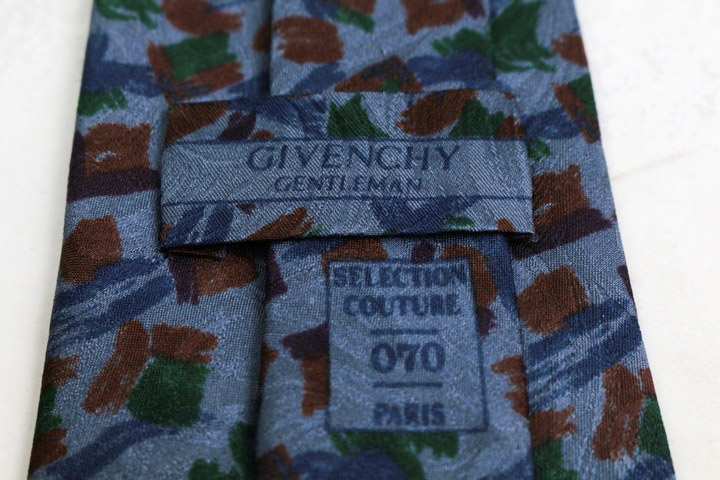 GIVENCHY
GENTLEMAN
SELECTION
COUTURE
070
PARIS